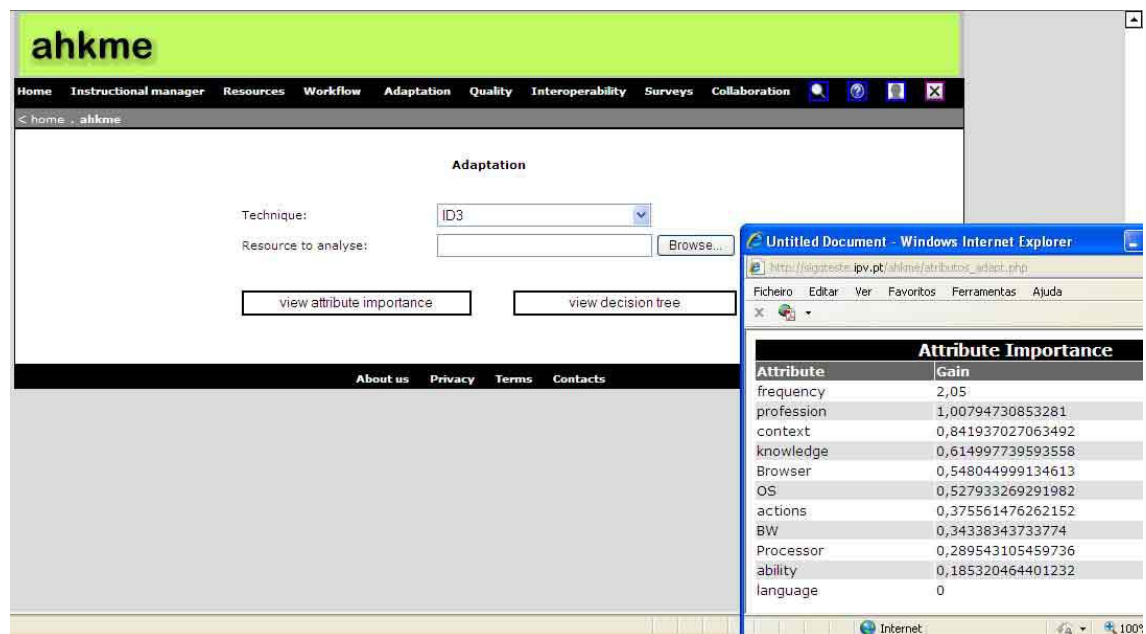 ahkme
Home Instructional manager Resources Workflow Adaptation Quality Interoperability Surveys Collaboration
< home . ahkme
Adaptation
Technique: ID3
Resource to analyse: Browse...
view attribute importance view decision tree
About us Privacy Terms Contacts
Untitled Document - Windows Internet Explorer
http://sigqteste.ipv.pt/ahkme/atributos_adapt.php
Ficheiro Editar Ver Favoritos Ferramentas Ajuda
Attribute Importance
Attribute Gain
frequency 2,05
profession 1,00794730853281
context 0,841937027063492
knowledge 0,614997739593558
Browser 0,548044999134613
OS 0,527933269291982
actions 0,375561476262152
BW 0,34338343733774
Processor 0,289543105459736
ability 0,185320464401232
language 0
Internet 100%